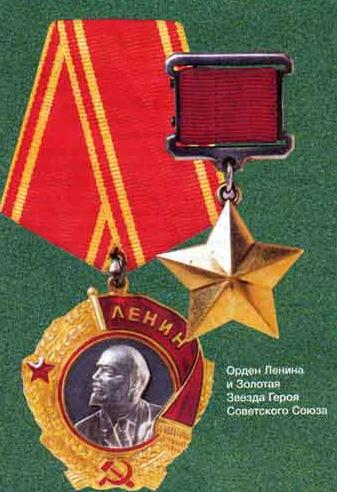 ЛЕНИН
Орден Ленина
и Золотая
Звезда Героя
Советского Союза